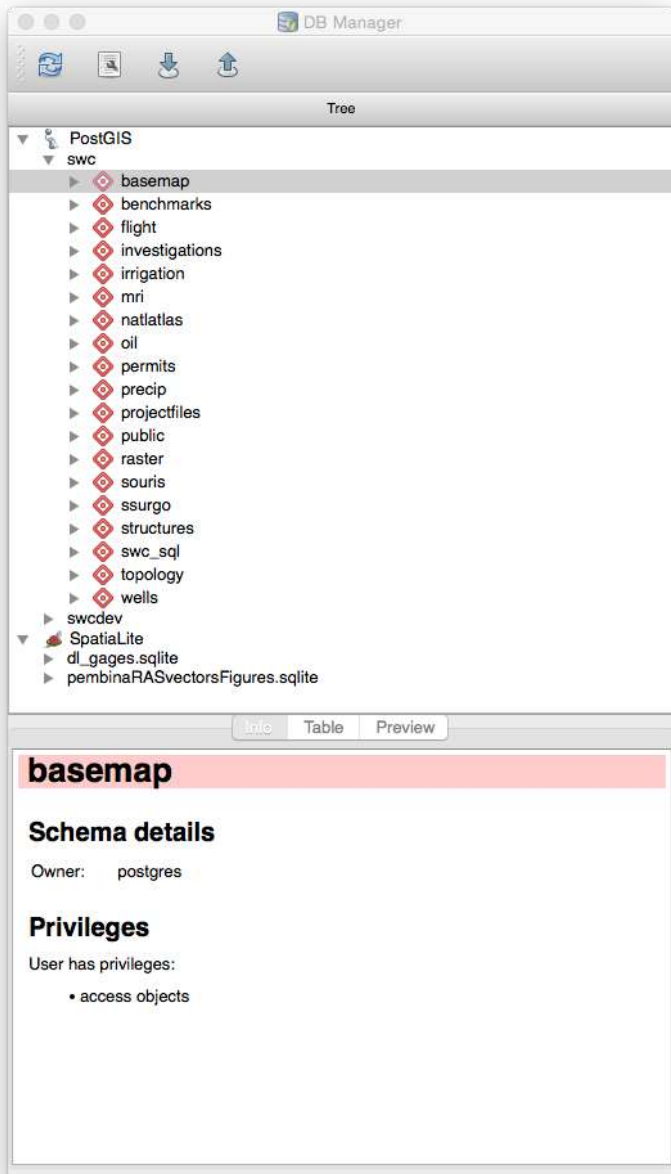 DB Manager
Tree
PostGIS
swc
basemap
benchmarks
flight
investigations
irrigation
mri
natlatlas
oil
permits
precip
projectfiles
public
raster
souris
ssurgo
structures
swc_sql
topology
wells
swcdev
SpatiaLite
dl_gages.sqlite
pembinaRASvectorsFigures.sqlite
Info Table Preview
basemap
Schema details
Owner: postgres
Privileges
User has privileges:
• access objects